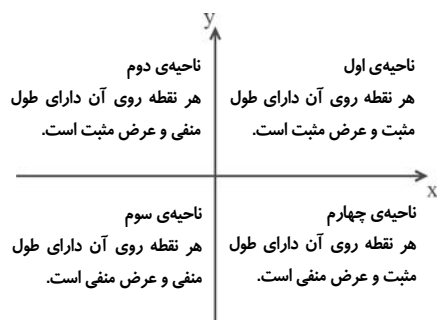 y
ناحیه‌ی اول
هر نقطه روی آن دارای طول
مثبت و عرض مثبت است.
ناحیه‌ی دوم
هر نقطه روی آن دارای طول
منفی و عرض مثبت است.
x
ناحیه‌ی سوم
هر نقطه روی آن دارای طول
منفی و عرض منفی است.
ناحیه‌ی چهارم
هر نقطه روی آن دارای طول
مثبت و عرض منفی است.